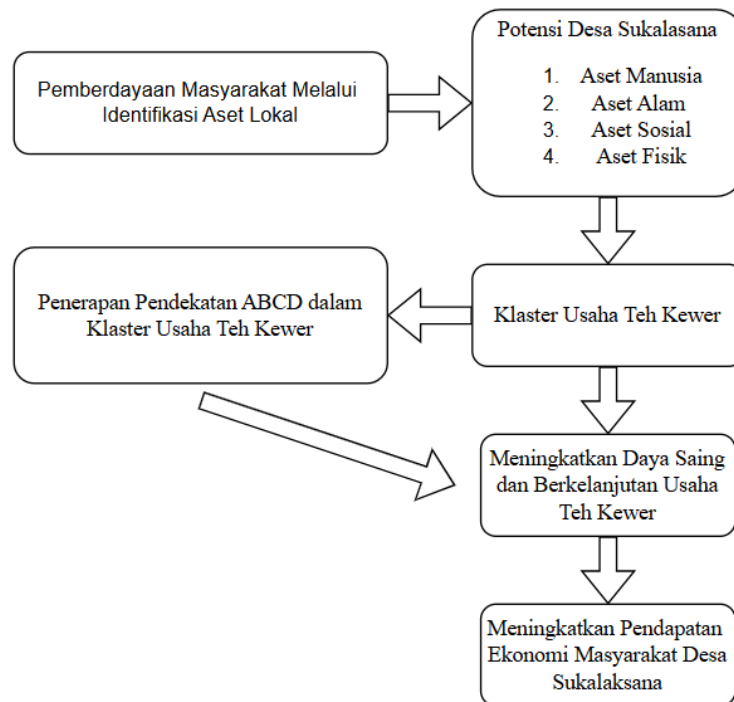 Pemberdayaan Masyarakat Melalui
Identifikasi Aset Lokal
Potensi Desa Sukalasana
1. Aset Manusia
2. Aset Alam
3. Aset Sosial
4. Aset Fisik
Penerapan Pendekatan ABCD dalam
Klaster Usaha Teh Kewer
Klaster Usaha Teh Kewer
Meningkatkan Daya Saing
dan Berkelanjutan Usaha
Teh Kewer
Meningkatkan Pendapatan
Ekonomi Masyarakat Desa
Sukalaksana